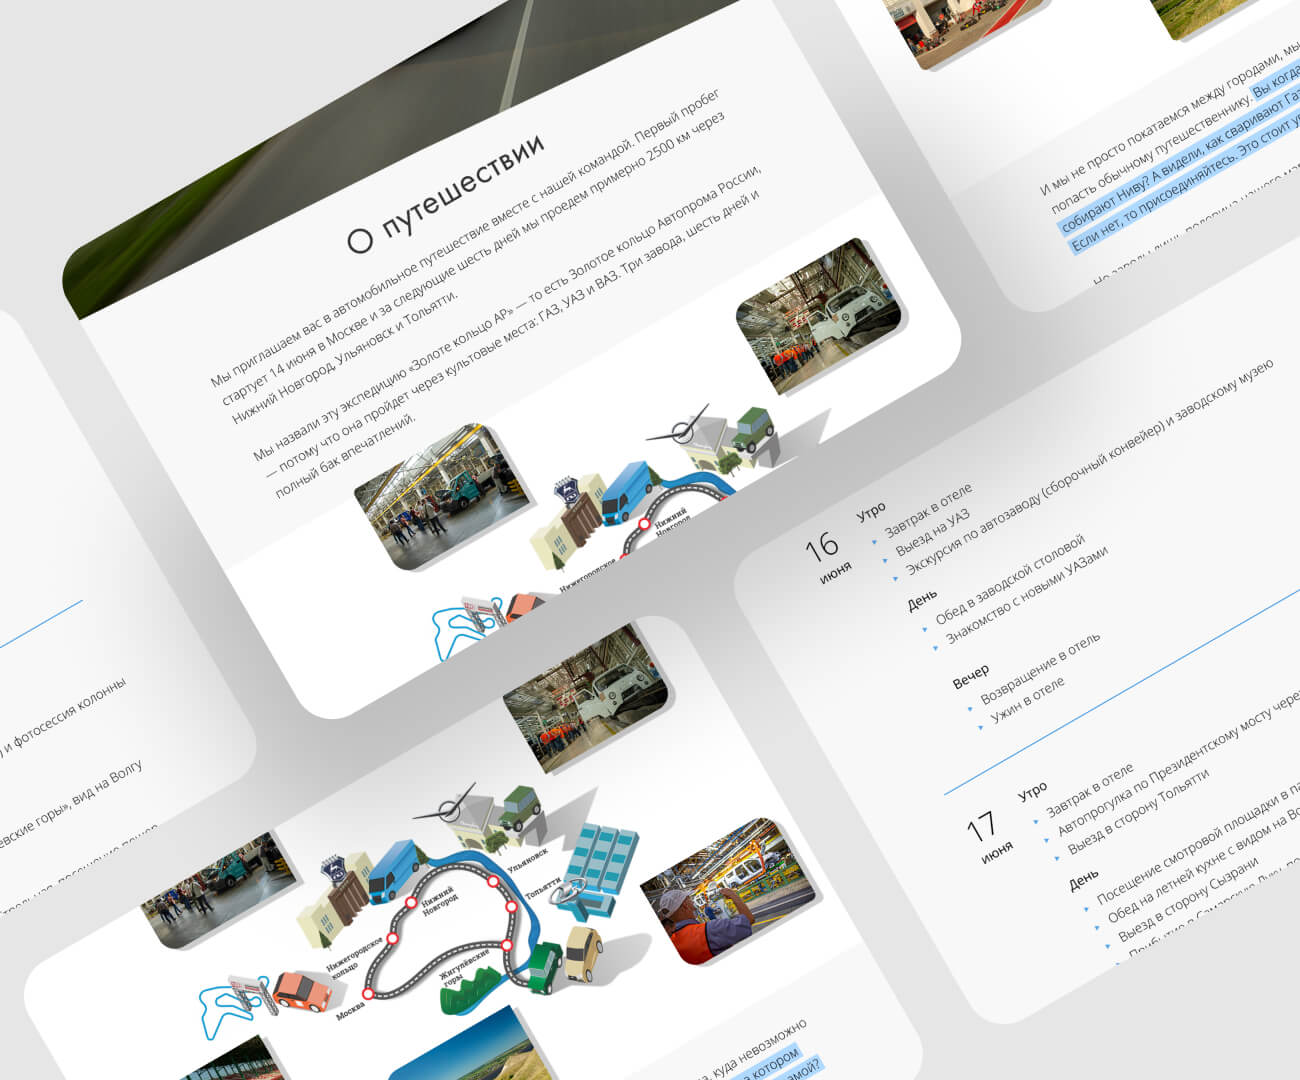 О путешествии
Мы приглашаем вас в автомобильное путешествие вместе с нашей командой. Первый пробег
стартует 14 июня в Москве и за следующие шесть дней мы проедем примерно 2500 км через
Нижний Новгород, Ульяновск и Тольятти.
Мы назвали эту экспедицию «Золоте кольцо АР» — то есть Золотое кольцо Автопрома России,
— потому что она пройдет через культовые места: ГАЗ, УАЗ и ВАЗ. Три завода, шесть дней и
полный бак впечатлений.
Нижний
Новгород
Нижегородское
И мы не просто покатаемся между городами, мы
попасть обычному путешественнику. Вы когда
собирают Ниву? А видели, как сваривают Газ
Если нет, то присоединяйтесь. Это стоит
16
июня
Утро
Завтрак в отеле
Выезд на УАЗ
Экскурсия по автозаводу (сборочный конвейер) и заводскому музею
День
Обед в заводской столовой
Знакомство с новыми УАЗами
Вечер
Возвращение в отель
Ужин в отеле
17
июня
Утро
Завтрак в отеле
Автопрогулка по Президентскому мосту через
Выезд в сторону Тольятти
День
Посещение смотровой площадки в
Обед на летней кухне с видом на
Выезд в сторону Сызрани
и фотосессия колонны
горы», вид на Волгу
Ульяновск
Тольятти
Нижний
Новгород
Нижегородское
кольцо
Жигулёвские
горы
Москва
куда невозможно
котором